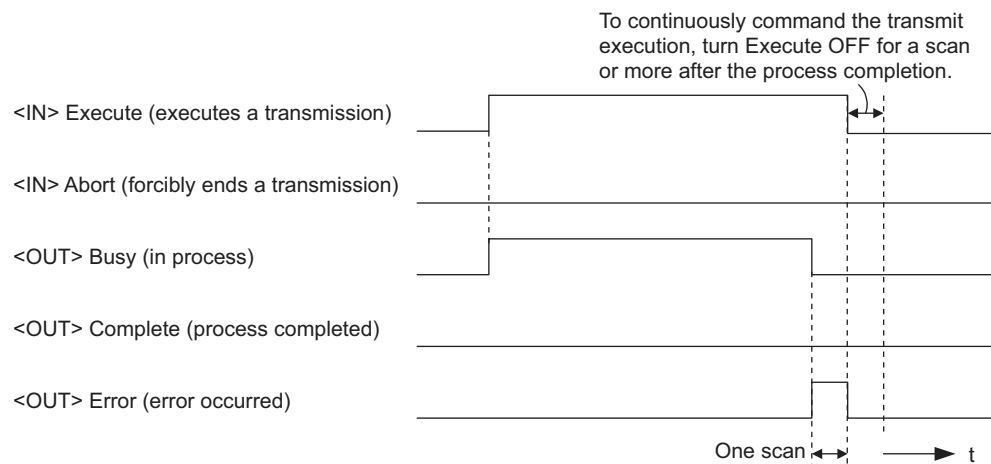 To continuously command the transmit
execution, turn Execute OFF for a scan
or more after the process completion.
<IN> Execute (executes a transmission)
<IN> Abort (forcibly ends a transmission)
<OUT> Busy (in process)
<OUT> Complete (process completed)
<OUT> Error (error occurred)
One scan
t